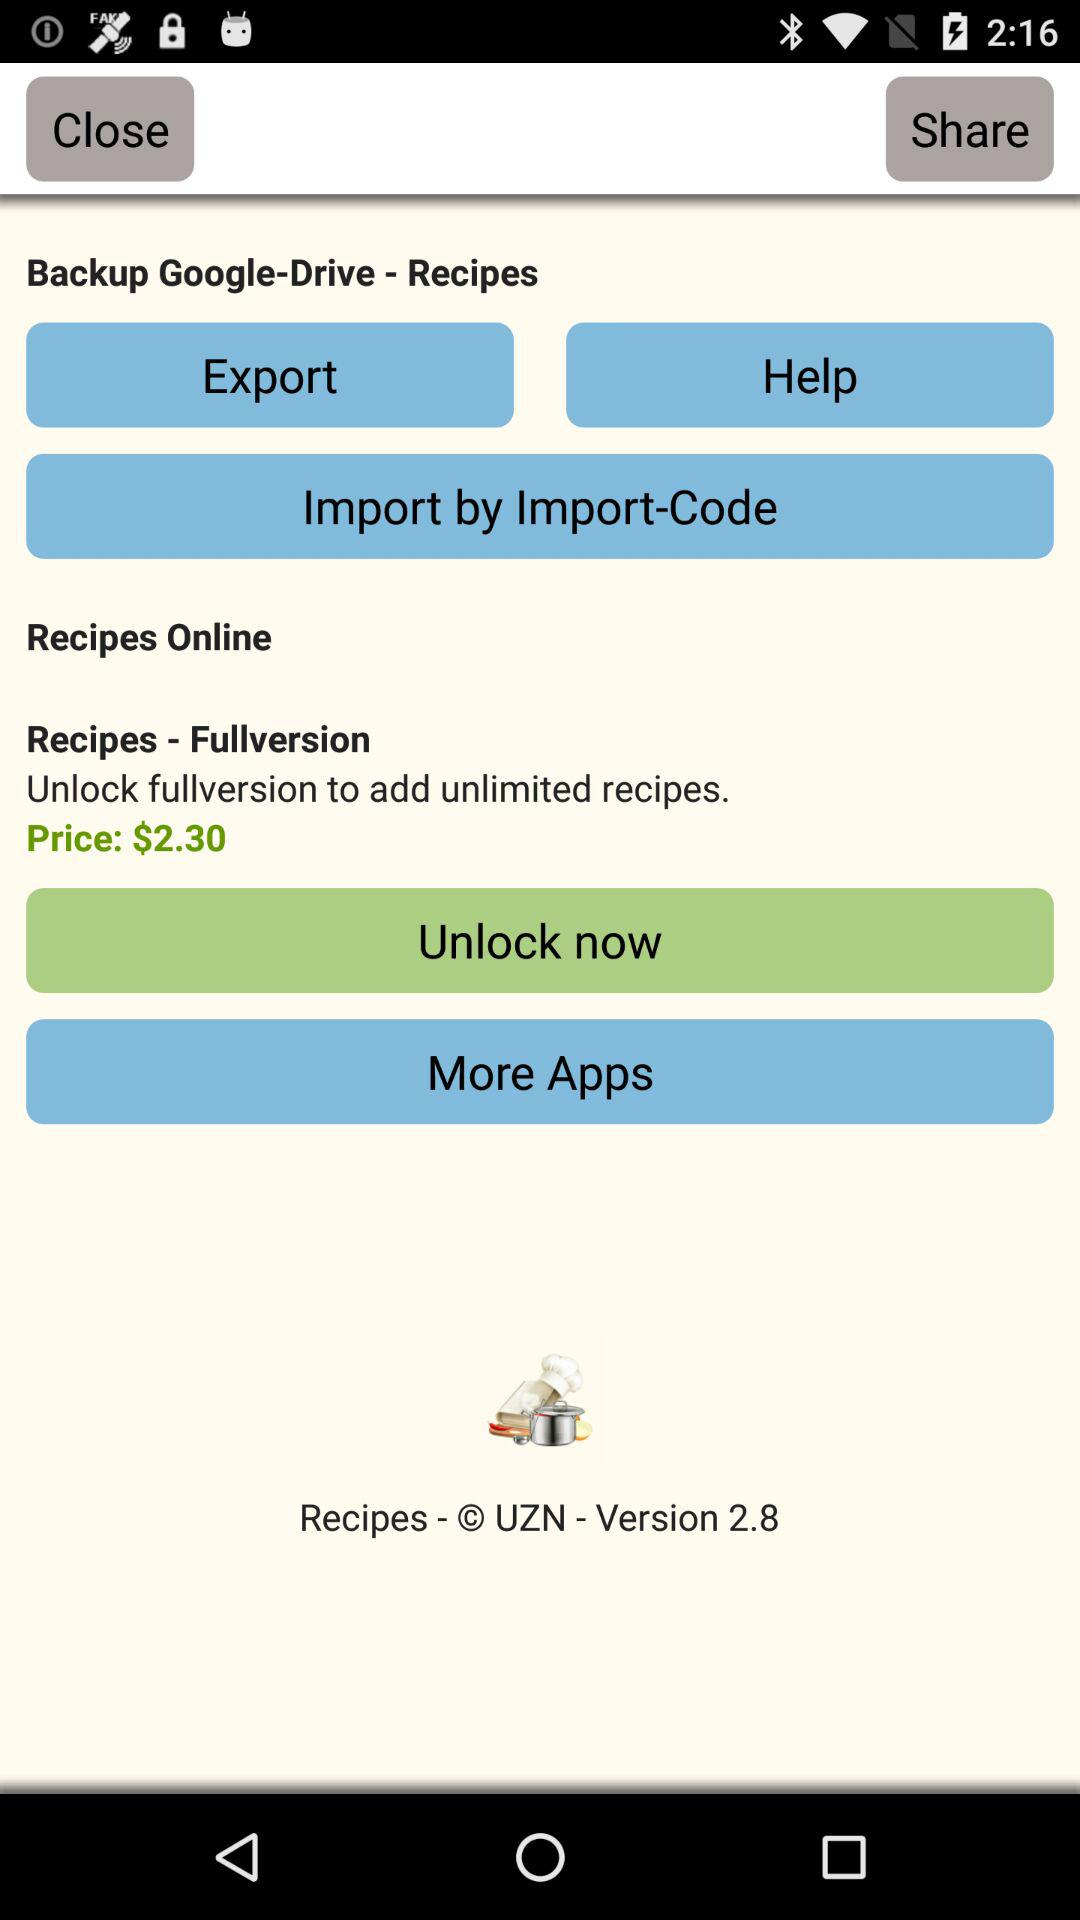 FAKE 2:16
Close Share
Backup Google-Drive - Recipes
Export Help
Import by Import-Code
Recipes Online
Recipes - Fullversion
Unlock fullversion to add unlimited recipes.
Price: $2.30
Unlock now
More Apps
Recipes - © UZN - Version 2.8